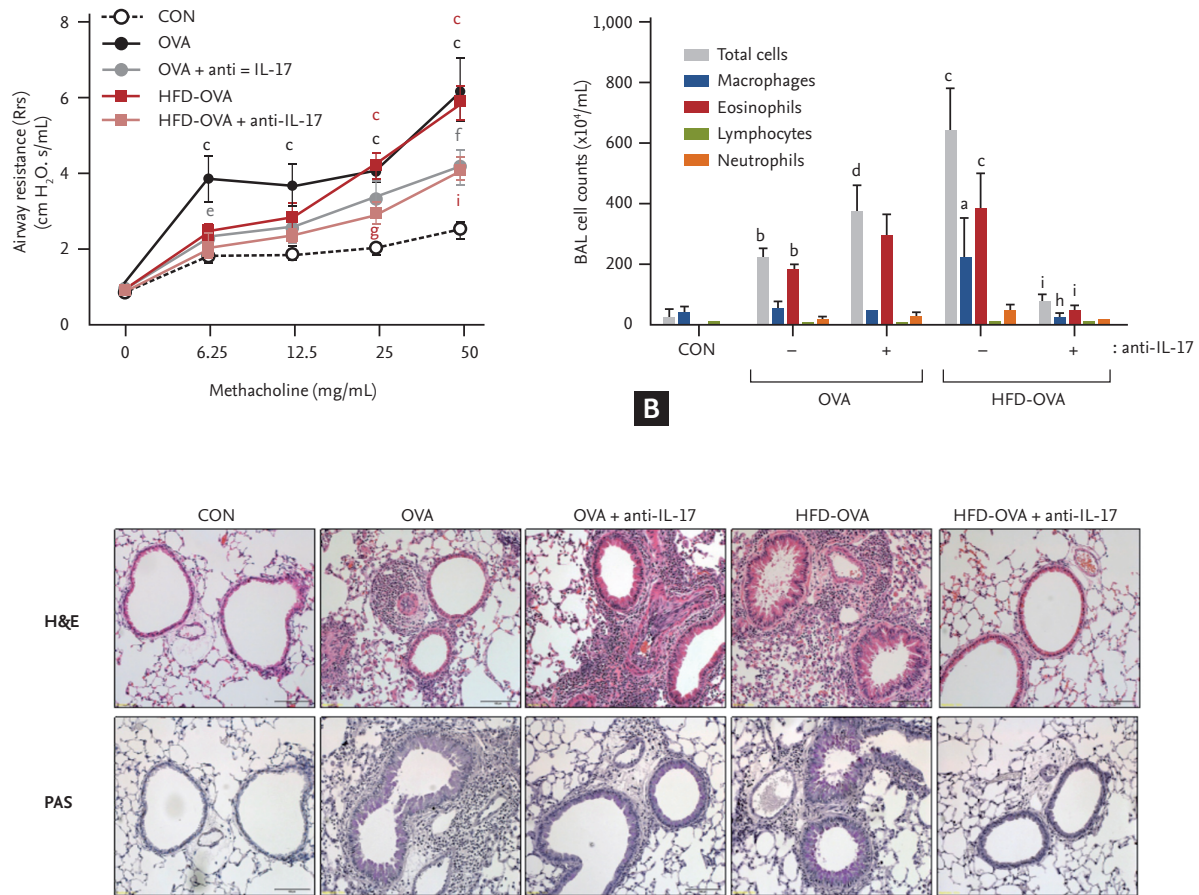 8
6
4
2
0
Airway resistance (Rrs)
(cm H₂O. s/mL)
CON
OVA
OVA + anti = IL-17
HFD-OVA
HFD-OVA + anti-IL-17
c
c
c
c
c
c
e
f
g
i
0 6.25 12.5 25 50
Methacholine (mg/mL)
1,000
800
600
400
200
0
BAL cell counts (x10⁴/mL)
Total cells
Macrophages
Eosinophils
Lymphocytes
Neutrophils
b b d c a c i h i
CON – + – + : anti-IL-17
OVA HFD-OVA
B
CON OVA OVA + anti-IL-17 HFD-OVA HFD-OVA + anti-IL-17
H&E
PAS